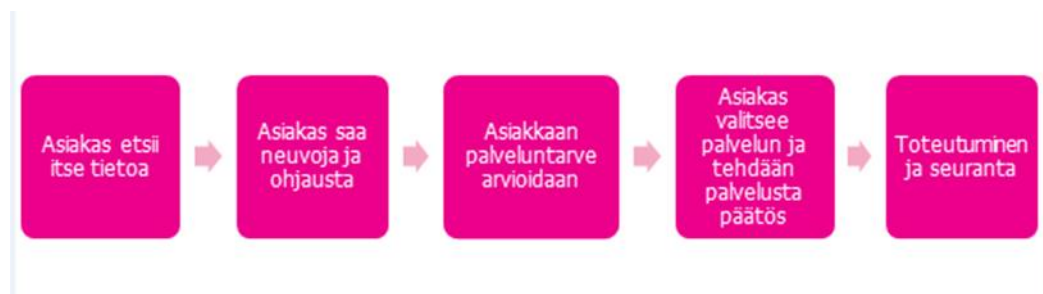 Asiakas etsii
itse tietoa
Asiakas saa
neuvoja ja
ohjausta
Asiakkaan
palveluntarve
arvioidaan
Asiakas
valitsee
palvelun ja
tehdään
palvelusta
päätös
Toteutuminen
ja seuranta